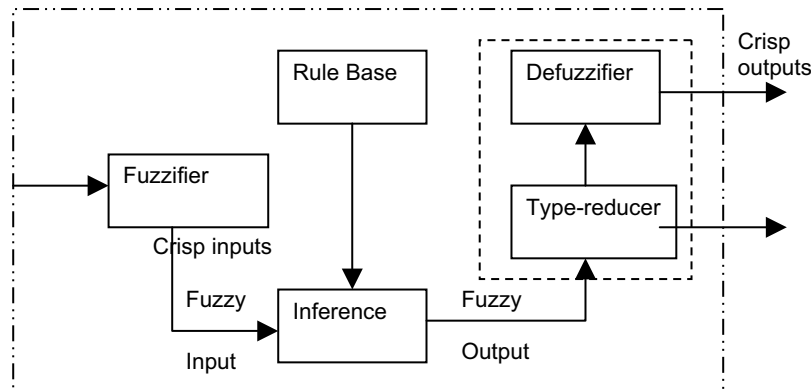 Crisp
outputs
Rule Base
Defuzzifier
Fuzzifier
Type-reducer
Crisp inputs
Fuzzy
Input
Inference
Fuzzy
Output